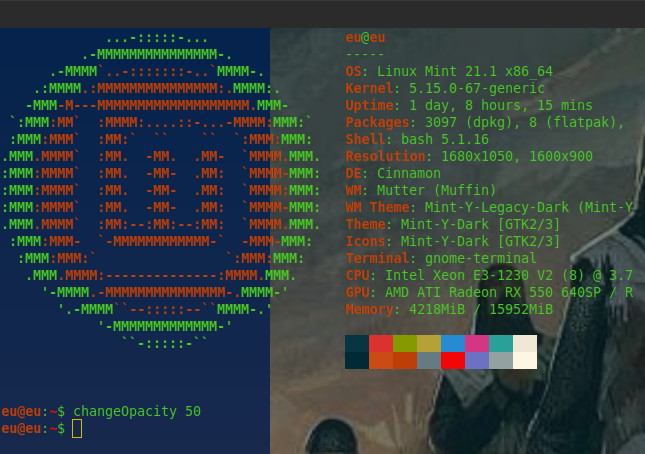 ...-:::::-...
.-MMMMMMMMMMMMMMM-.
.-MMMM`..-:::::::-..`MMMM-.
.:MMMM.:MMMMMMMMMMMMMMM:.MMMM:.
-MMM-M---MMMMMMMMMMMMMMMMMMM.MMM-
`:MMM:MM`  :MMMM:....::-...-MMMM:MMM:`
:MMM:MMM`  :MM:`  ``    ``  `:MMM:MMM:
.MMM.MMMM`  :MM.  -MM.  .MM-  `MMMM.MMM.
:MMM:MMMM`  :MM.  -MM-  .MM:  `MMMM-MMM:
:MMM:MMMM`  :MM.  -MM-  .MM:  `MMMM:MMM:
:MMM:MMMM`  :MM.  -MM-  .MM:  `MMMM-MMM:
.MMM.MMMM`  :MM:--:MM:--:MM:  `MMMM.MMM.
:MMM:MMM-  `-MMMMMMMMMMMM-`  -MMM-MMM:
:MMM:MMM:`                `:MMM:MMM:
.MMM.MMMM:--------------:MMMM.MMM.
'-MMMM.-MMMMMMMMMMMMMMM-.MMMM-'
'.-MMMM``--:::::--``MMMM-.'
'-MMMMMMMMMMMMM-'
``-:::::-``
eu@eu
-----
OS: Linux Mint 21.1 x86_64
Kernel: 5.15.0-67-generic
Uptime: 1 day, 8 hours, 15 mins
Packages: 3097 (dpkg), 8 (flatpak),
Shell: bash 5.1.16
Resolution: 1680x1050, 1600x900
DE: Cinnamon
WM: Mutter (Muffin)
WM Theme: Mint-Y-Legacy-Dark (Mint-Y
Theme: Mint-Y-Dark [GTK2/3]
Icons: Mint-Y-Dark [GTK2/3]
Terminal: gnome-terminal
CPU: Intel Xeon E3-1230 V2 (8) @ 3.7
GPU: AMD ATI Radeon RX 550 640SP / R
Memory: 4218MiB / 15952MiB
eu@eu:~$ changeOpacity 50
eu@eu:~$